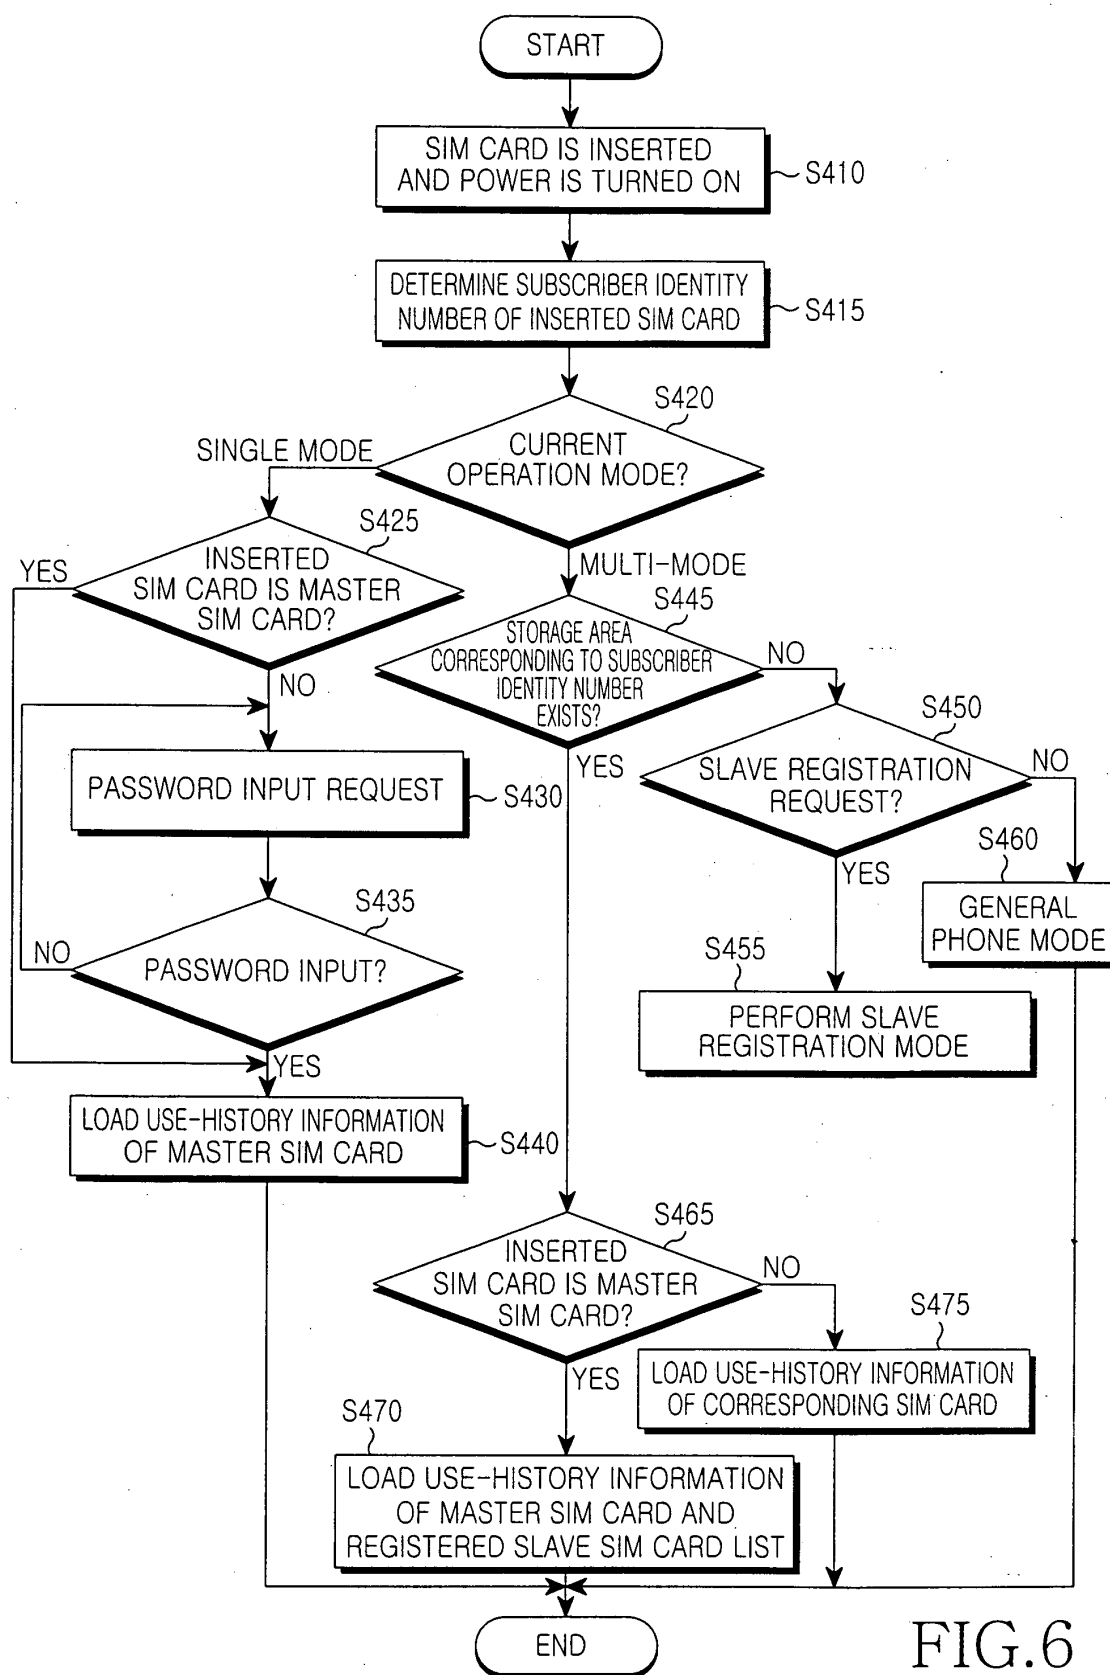 START
SIM CARD IS INSERTED
AND POWER IS TURNED ON
S410
DETERMINE SUBSCRIBER IDENTITY
NUMBER OF INSERTED SIM CARD
S415
S420
CURRENT
OPERATION MODE?
SINGLE MODE
MULTI-MODE
S425
INSERTED
SIM CARD IS MASTER
SIM CARD?
YES
NO
S445
STORAGE AREA
CORRESPONDING TO SUBSCRIBER
IDENTITY NUMBER
EXISTS?
NO
YES
S450
SLAVE REGISTRATION
REQUEST?
NO
YES
PASSWORD INPUT REQUEST
S430
S435
PASSWORD INPUT?
NO
YES
S460
GENERAL
PHONE MODE
S455
PERFORM SLAVE
REGISTRATION MODE
LOAD USE-HISTORY INFORMATION
OF MASTER SIM CARD
S440
S465
INSERTED
SIM CARD IS MASTER
SIM CARD?
NO
YES
S475
LOAD USE-HISTORY INFORMATION
OF CORRESPONDING SIM CARD
S470
LOAD USE-HISTORY INFORMATION
OF MASTER SIM CARD AND
REGISTERED SLAVE SIM CARD LIST
END
FIG.6